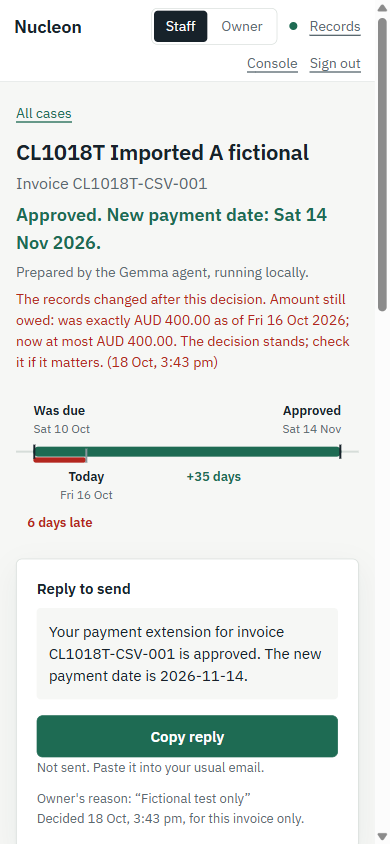 Nucleon
Staff
Owner
Records
Console
Sign out
All cases
CL1018T Imported A fictional
Invoice CL1018T-CSV-001
Approved. New payment date: Sat 14
Nov 2026.
Prepared by the Gemma agent, running locally.
The records changed after this decision. Amount still
owed: was exactly AUD 400.00 as of Fri 16 Oct 2026;
now at most AUD 400.00. The decision stands; check
it if it matters. (18 Oct, 3:43 pm)
Was due
Approved
Sat 10 Oct
Sat 14 Nov
Today
+35 days
Fri 16 Oct
6 days late
Reply to send
Your payment extension for invoice
CL1018T-CSV-001 is approved. The new
payment date is 2026-11-14.
Copy reply
Not sent. Paste it into your usual email.
Owner's reason: “Fictional test only”
Decided 18 Oct, 3:43 pm, for this invoice only.